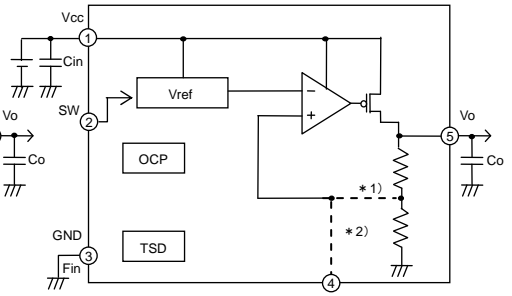 Vcc
1
Cin
Vref
−
+
SW
2
Vo
Co
OCP
5
Vo
Co
*1)
*2)
GND
3
Fin
TSD
4